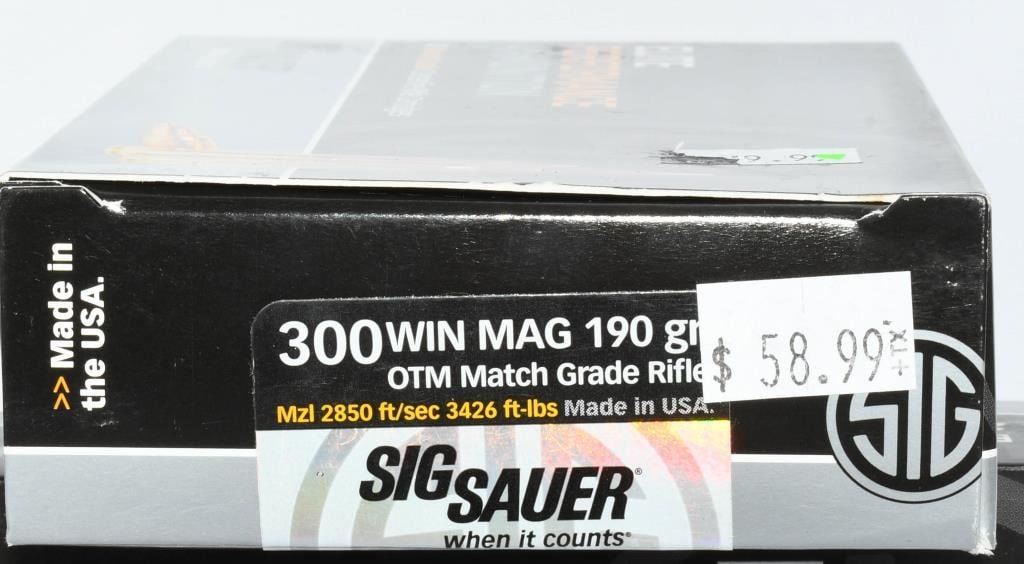 >> Made in
the USA.
300 WIN MAG 190 gr
OTM Match Grade Rifle
Mzl 2850 ft/sec 3426 ft-lbs Made in USA.
SIG SAUER®
when it counts®
$ 58.99
SIG